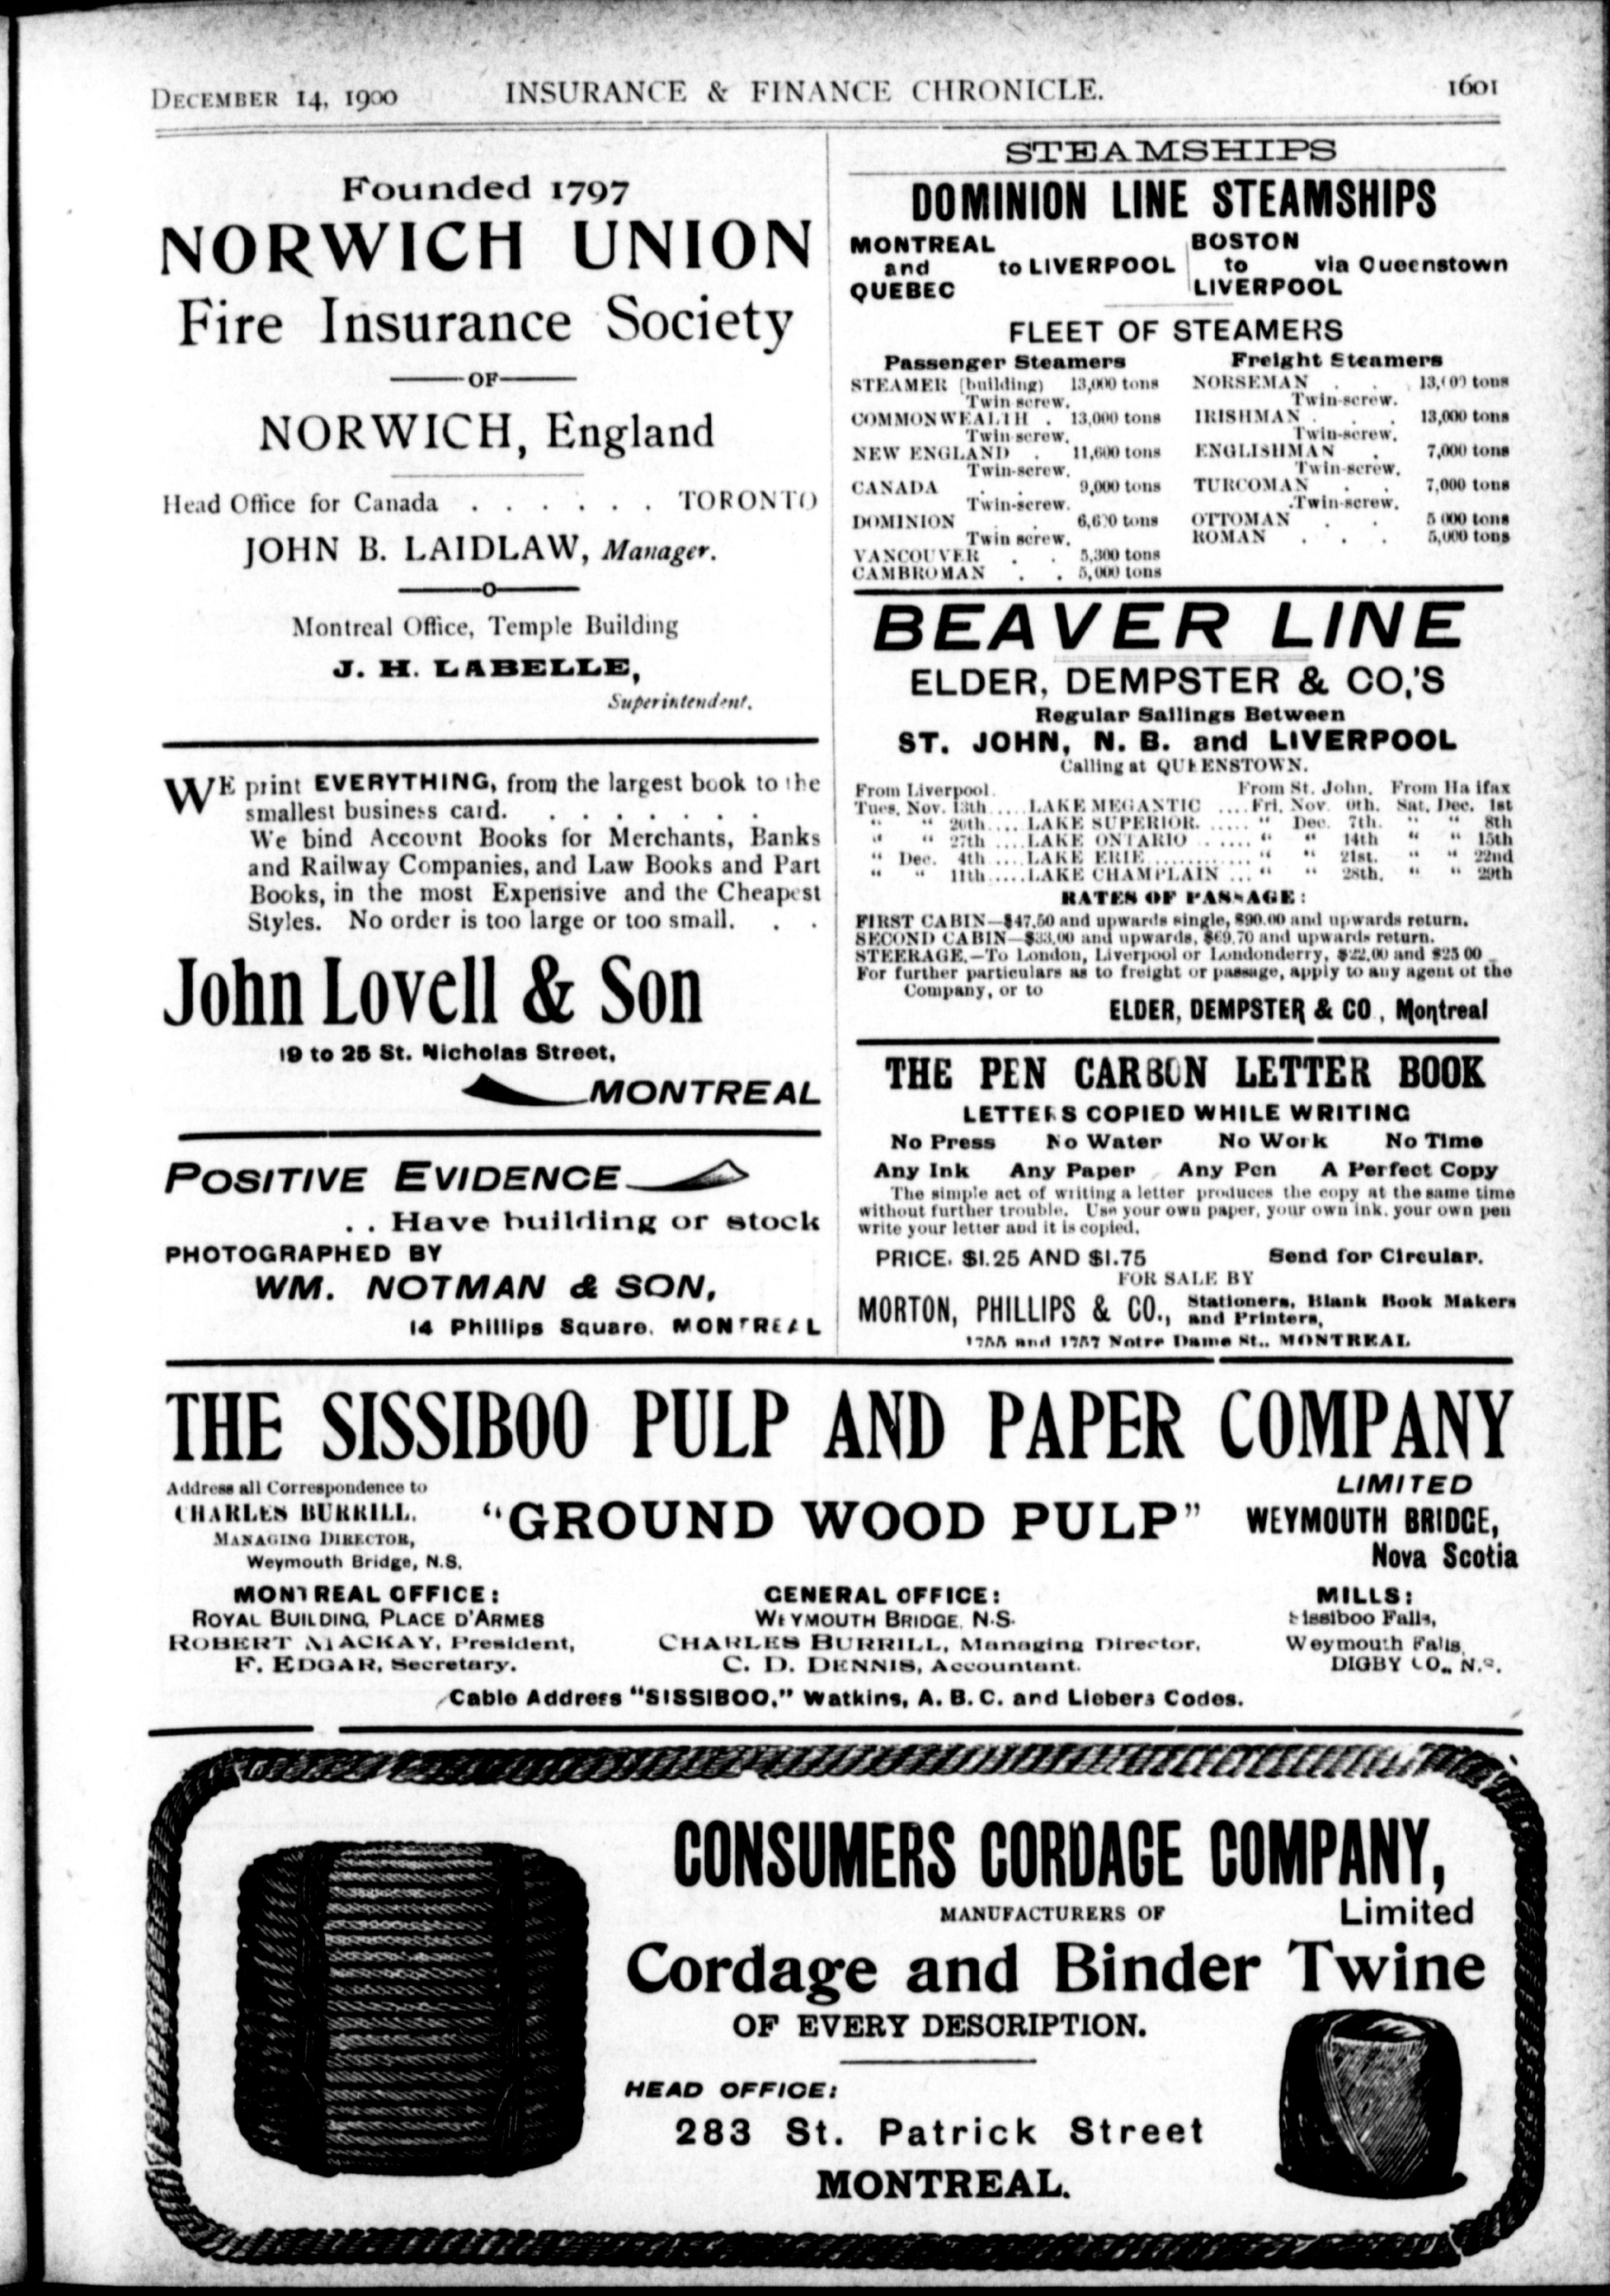 DECEMBER 14, 1900 INSURANCE & FINANCE CHRONICLE. 1601
Founded 1797
NORWICH UNION
Fire Insurance Society
OF
NORWICH, England
Head Office for Canada . . . . . . TORONTO
JOHN B. LAIDLAW, Manager.
Montreal Office, Temple Building
J. H. LABELLE,
Superintendent.
WE print EVERYTHING, from the largest book to the
smallest business card. . . . . . . .
We bind Account Books for Merchants, Banks
and Railway Companies, and Law Books and Part
Books, in the most Expensive and the Cheapest
Styles. No order is too large or too small. . .
John Lovell & Son
19 to 25 St. Nicholas Street,
MONTREAL
POSITIVE EVIDENCE
. . Have building or stock
PHOTOGRAPHED BY
WM. NOTMAN & SON,
14 Phillips Square, MONTREAL
STEAMSHIPS
DOMINION LINE STEAMSHIPS
MONTREAL and QUEBEC to LIVERPOOL
BOSTON to LIVERPOOL via Queenstown
FLEET OF STEAMERS
Passenger Steamers
STEAMER (building) 13,000 tons
Twin screw.
COMMONWEALTH . 13,000 tons
Twin screw.
NEW ENGLAND . 11,600 tons
Twin-screw.
CANADA . . 9,000 tons
Twin-screw.
DOMINION . . 6,600 tons
Twin screw.
VANCOUVER . . 5,300 tons
CAMBROMAN . . 5,000 tons
Freight Steamers
NORSEMAN . . 13,000 tons
Twin-screw.
IRISHMAN . . . 13,000 tons
Twin-screw.
ENGLISHMAN . 7,000 tons
Twin-screw.
TURCOMAN . . 7,000 tons
Twin-screw.
OTTOMAN . . 5 000 tons
ROMAN . . . 5,000 tons
BEAVER LINE
ELDER, DEMPSTER & CO,'S
Regular Sailings Between
ST. JOHN, N. B. and LIVERPOOL
Calling at QUEENSTOWN.
From Liverpool. From St. John. From Halifax
Tues. Nov. 13th .... LAKE MEGANTIC .... Fri. Nov. Sat. Dec. 1st
" " 20th .... LAKE SUPERIOR. ..... " Dec. 7th. " " 8th
" " 27th .... LAKE ONTARIO ...... " " 14th " " 15th
" Dec. 4th .... LAKE ERIE........... " " 21st. " " 22nd
" " 11th ..... LAKE CHAMPLAIN ... " " 28th. " " 29th
RATES OF PASSAGE:
FIRST CABIN—$47.50 and upwards single, $90.00 and upwards return.
SECOND CABIN—$33.00 and upwards, $69.70 and upwards return.
STEERAGE.—To London, Liverpool or Londonderry, $22.00 and $25 00
For further particulars as to freight or passage, apply to any agent of the
Company, or to
ELDER, DEMPSTER & CO , Montreal
THE PEN CARBON LETTER BOOK
LETTERS COPIED WHILE WRITING
No Press No Water No Work No Time
Any Ink Any Paper Any Pen A Perfect Copy
The simple act of writing a letter produces the copy at the same time
without further trouble. Use your own paper, your own ink, your own pen
write your letter and it is copied.
PRICE. $1.25 AND $1.75 Send for Circular.
FOR SALE BY
MORTON, PHILLIPS & CO., Stationers, Blank Book Makers and Printers,
1755 and 1757 Notre Dame St., MONTREAL
THE SISSIBOO PULP AND PAPER COMPANY
LIMITED
Address all Correspondence to
CHARLES BURRILL,
MANAGING DIRECTOR,
Weymouth Bridge, N.S.
"GROUND WOOD PULP"
WEYMOUTH BRIDGE,
Nova Scotia
MONTREAL OFFICE:
ROYAL BUILDING, PLACE D'ARMES
ROBERT MACKAY, President,
F. EDGAR, Secretary.
GENERAL OFFICE:
WEYMOUTH BRIDGE, N.S.
CHARLES BURRILL, Managing Director,
C. D. DENNIS, Accountant.
MILLS:
Sissiboo Falls,
Weymouth Falls,
DIGBY CO., N.S.
Cable Address "SISSIBOO," Watkins, A. B. C. and Liebers Codes.
CONSUMERS CORDAGE COMPANY,
MANUFACTURERS OF Limited
Cordage and Binder Twine
OF EVERY DESCRIPTION.
HEAD OFFICE:
283 St. Patrick Street
MONTREAL.